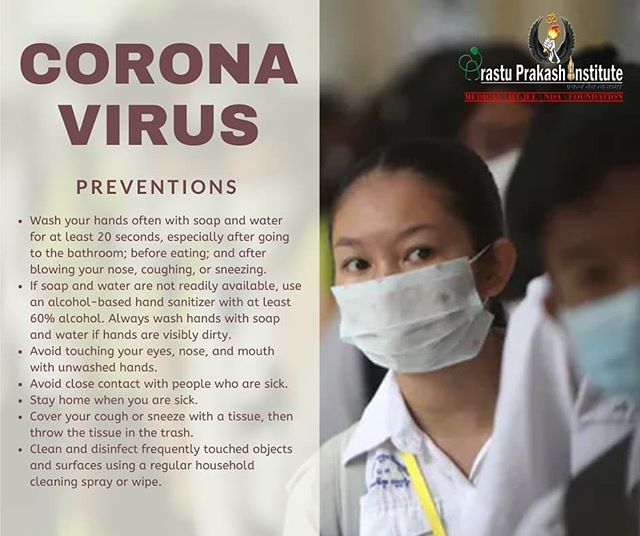 CORONA
VIRUS
PREVENTIONS
• Wash your hands often with soap and water
for at least 20 seconds, especially after going
to the bathroom; before eating; and after
blowing your nose, coughing, or sneezing.
• If soap and water are not readily available, use
an alcohol-based hand sanitizer with at least
60% alcohol. Always wash hands with soap
and water if hands are visibly dirty.
• Avoid touching your eyes, nose, and mouth
with unwashed hands.
• Avoid close contact with people who are sick.
• Stay home when you are sick.
• Cover your cough or sneeze with a tissue, then
throw the tissue in the trash.
• Clean and disinfect frequently touched objects
and surfaces using a regular household
cleaning spray or wipe.
ॐ
Prastu Prakash Institute
MEDICAL | IIT-JEE | NDA | FOUNDATION